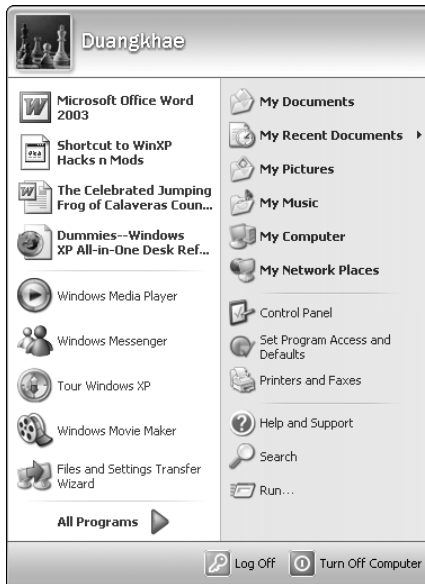 Duangkhae
Microsoft Office Word
2003
Shortcut to WinXP
Hacks n Mods
The Celebrated Jumping
Frog of Calaveras Coun...
Dummies--Windows
XP All-in-One Desk Ref...
Windows Media Player
Windows Messenger
Tour Windows XP
Windows Movie Maker
Files and Settings Transfer
Wizard
All Programs
My Documents
My Recent Documents
My Pictures
My Music
My Computer
My Network Places
Control Panel
Set Program Access and
Defaults
Printers and Faxes
Help and Support
Search
Run...
Log Off
Turn Off Computer